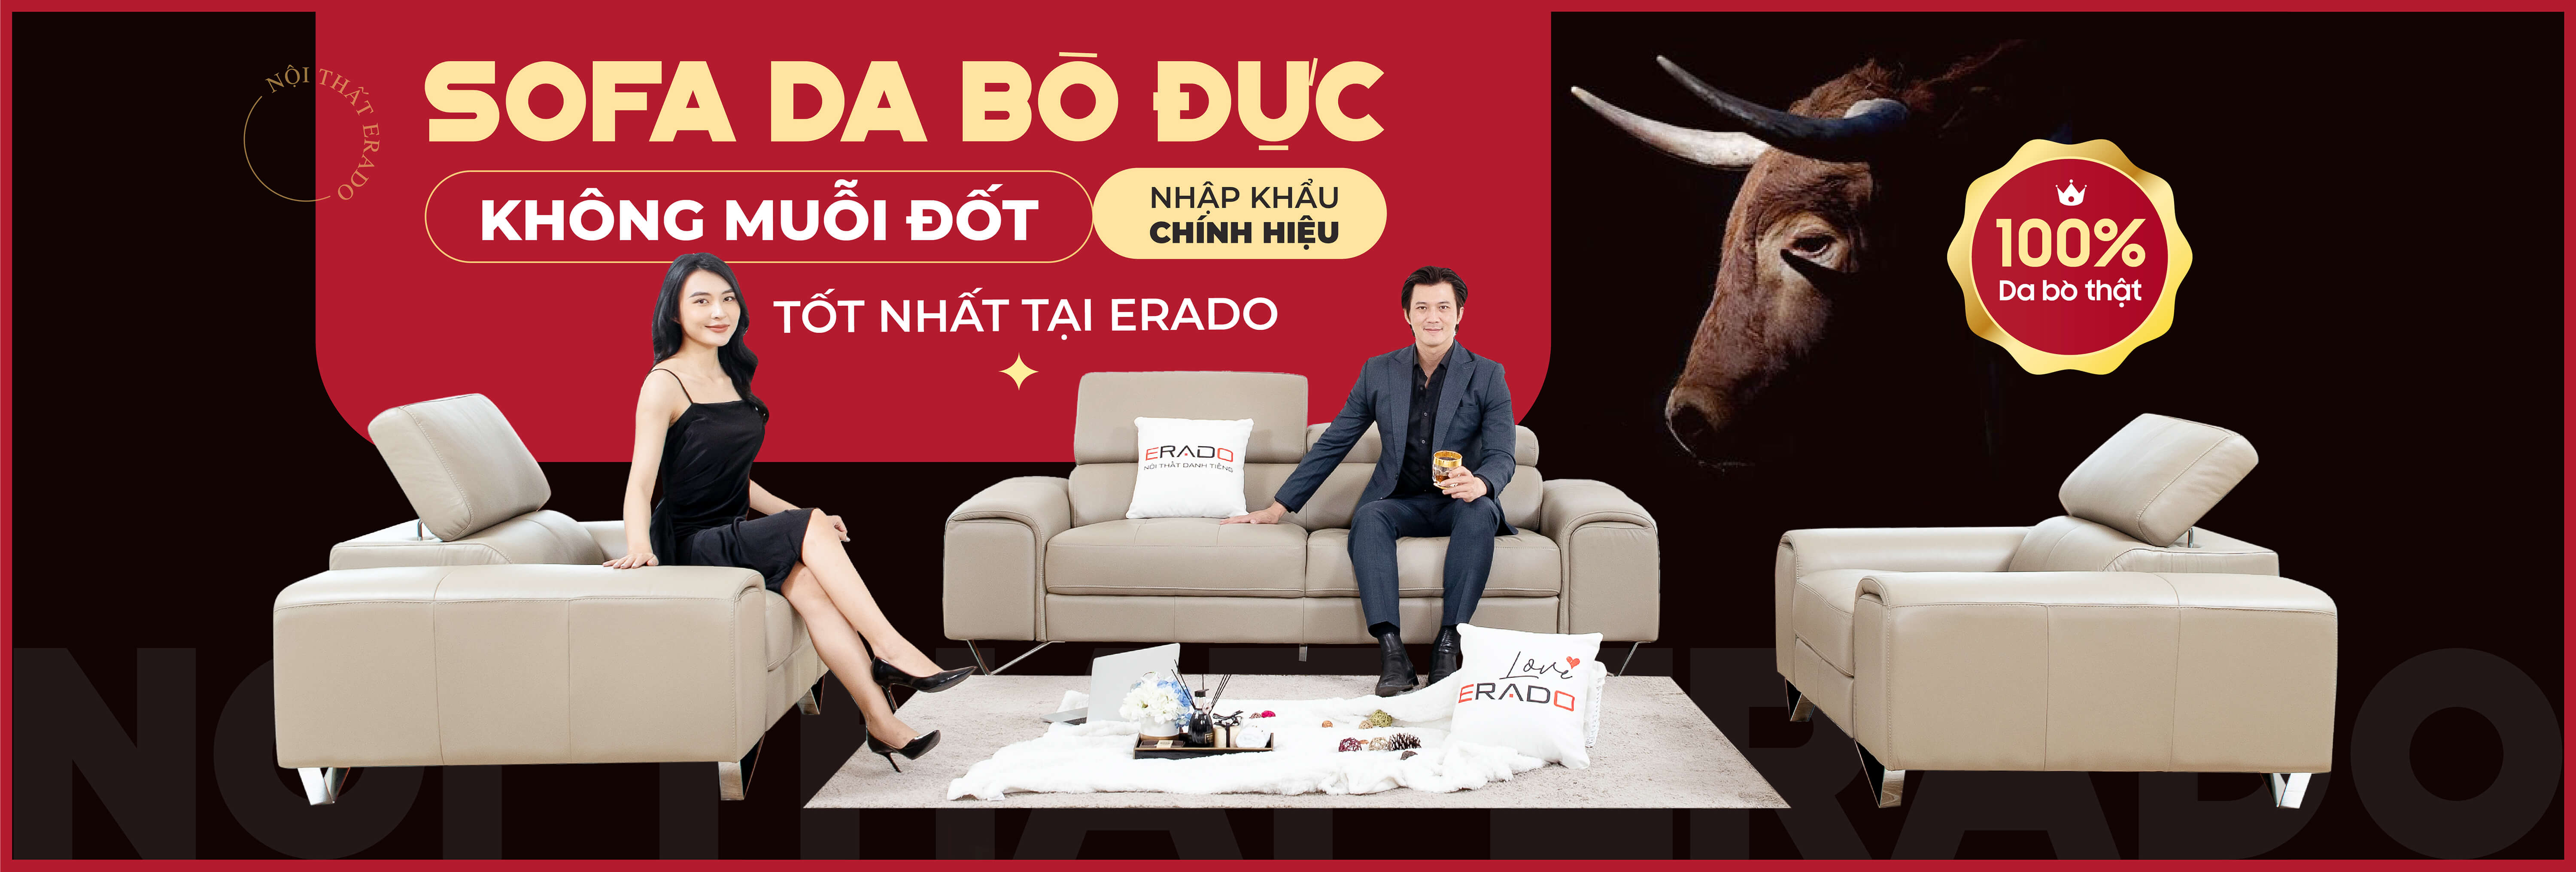 NỘI THẤT ERADO
SOFA DA BÒ ĐỰC
KHÔNG MUỖI ĐỐT
NHẬP KHẨU
CHÍNH HIỆU
TỐT NHẤT TẠI ERADO
100%
Da bò thật
ERADO
NỘI THẤT DANH TIẾNG
Love
ERADO
NỘI THẤT ERADO